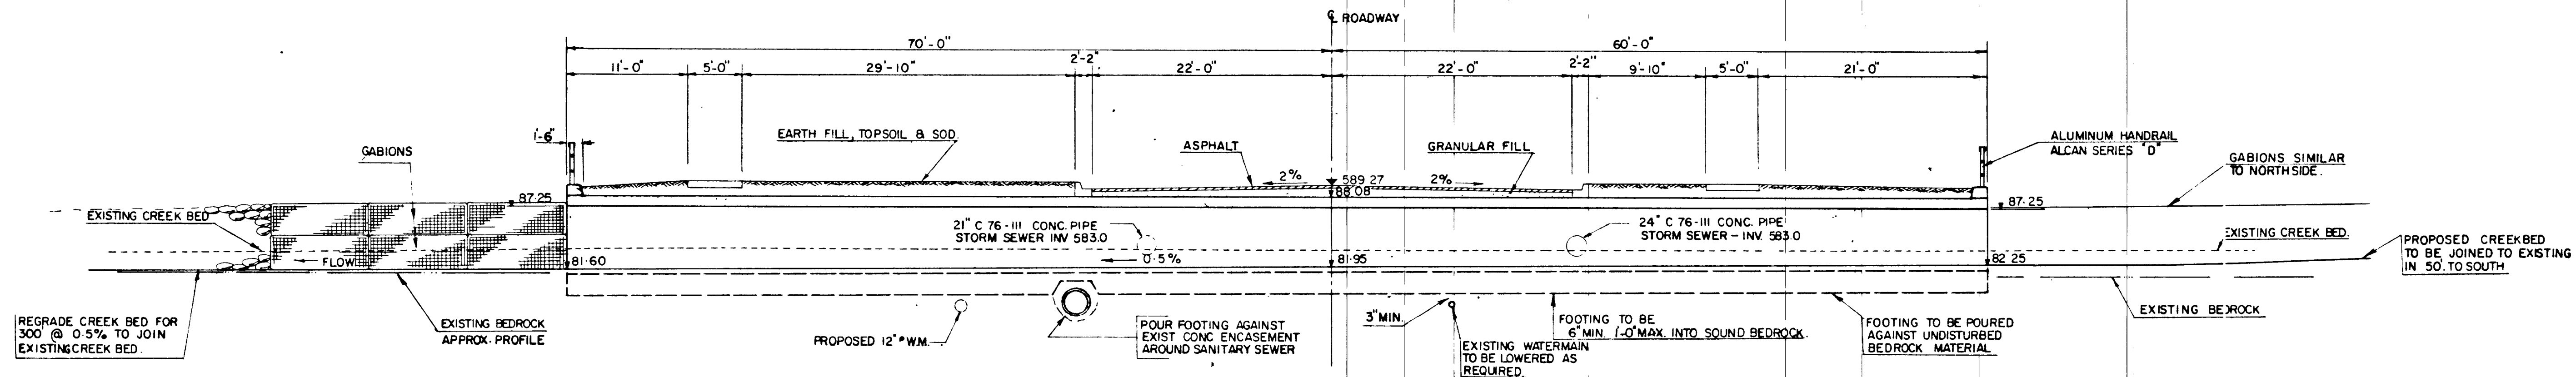 ℄ ROADWAY
70'-0"
60'-0"
11'-0"
5'-0"
29'-10"
2'-2"
22'-0"
22'-0"
2'-2"
9'-10"
5'-0"
21'-0"
1'-6"
EARTH FILL, TOPSOIL & SOD.
ASPHALT
GRANULAR FILL
ALUMINUM HANDRAIL
ALCAN SERIES "D"
GABIONS
GABIONS SIMILAR
TO NORTH SIDE.
2%
589.27
2%
88.08
87.25
87.25
EXISTING CREEK BED
21" C 76-III CONC. PIPE
STORM SEWER INV 583.0
24" C 76-III CONC. PIPE
STORM SEWER - INV. 583.0
EXISTING CREEK BED.
PROPOSED CREEKBED
TO BE JOINED TO EXISTING
IN 50'. TO SOUTH
FLOW
81.60
0.5%
81.95
82.25
REGRADE CREEK BED FOR
300' @ 0.5% TO JOIN
EXISTING CREEK BED.
EXISTING BEDROCK
APPROX. PROFILE
PROPOSED 12"ø W.M.
POUR FOOTING AGAINST
EXIST CONC ENCASEMENT
AROUND SANITARY SEWER
3" MIN.
EXISTING WATERMAIN
TO BE LOWERED AS
REQUIRED.
FOOTING TO BE
6" MIN. 1'-0" MAX. INTO SOUND BEDROCK.
FOOTING TO BE POURED
AGAINST UNDISTURBED
BEDROCK MATERIAL
EXISTING BEDROCK